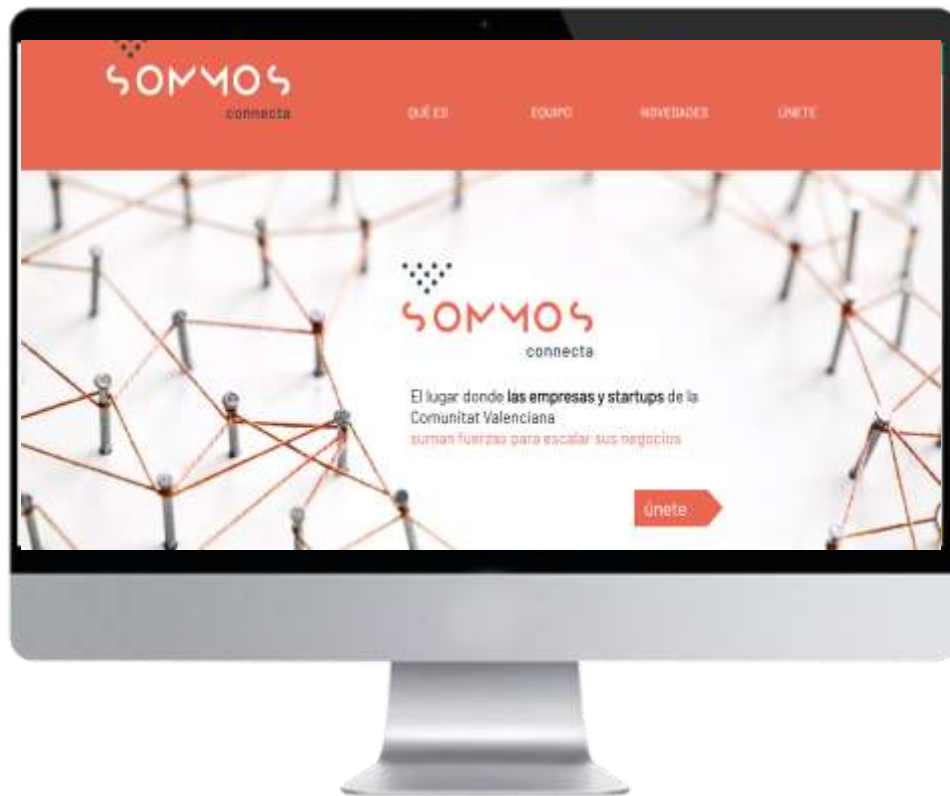 SOMMOS
connecta
QUÉ ES
EQUIPO
NOVEDADES
ÚNETE
SOMMOS
connecta
El lugar donde las empresas y startups de la
Comunitat Valenciana
suman fuerzas para escalar sus negocios
únete